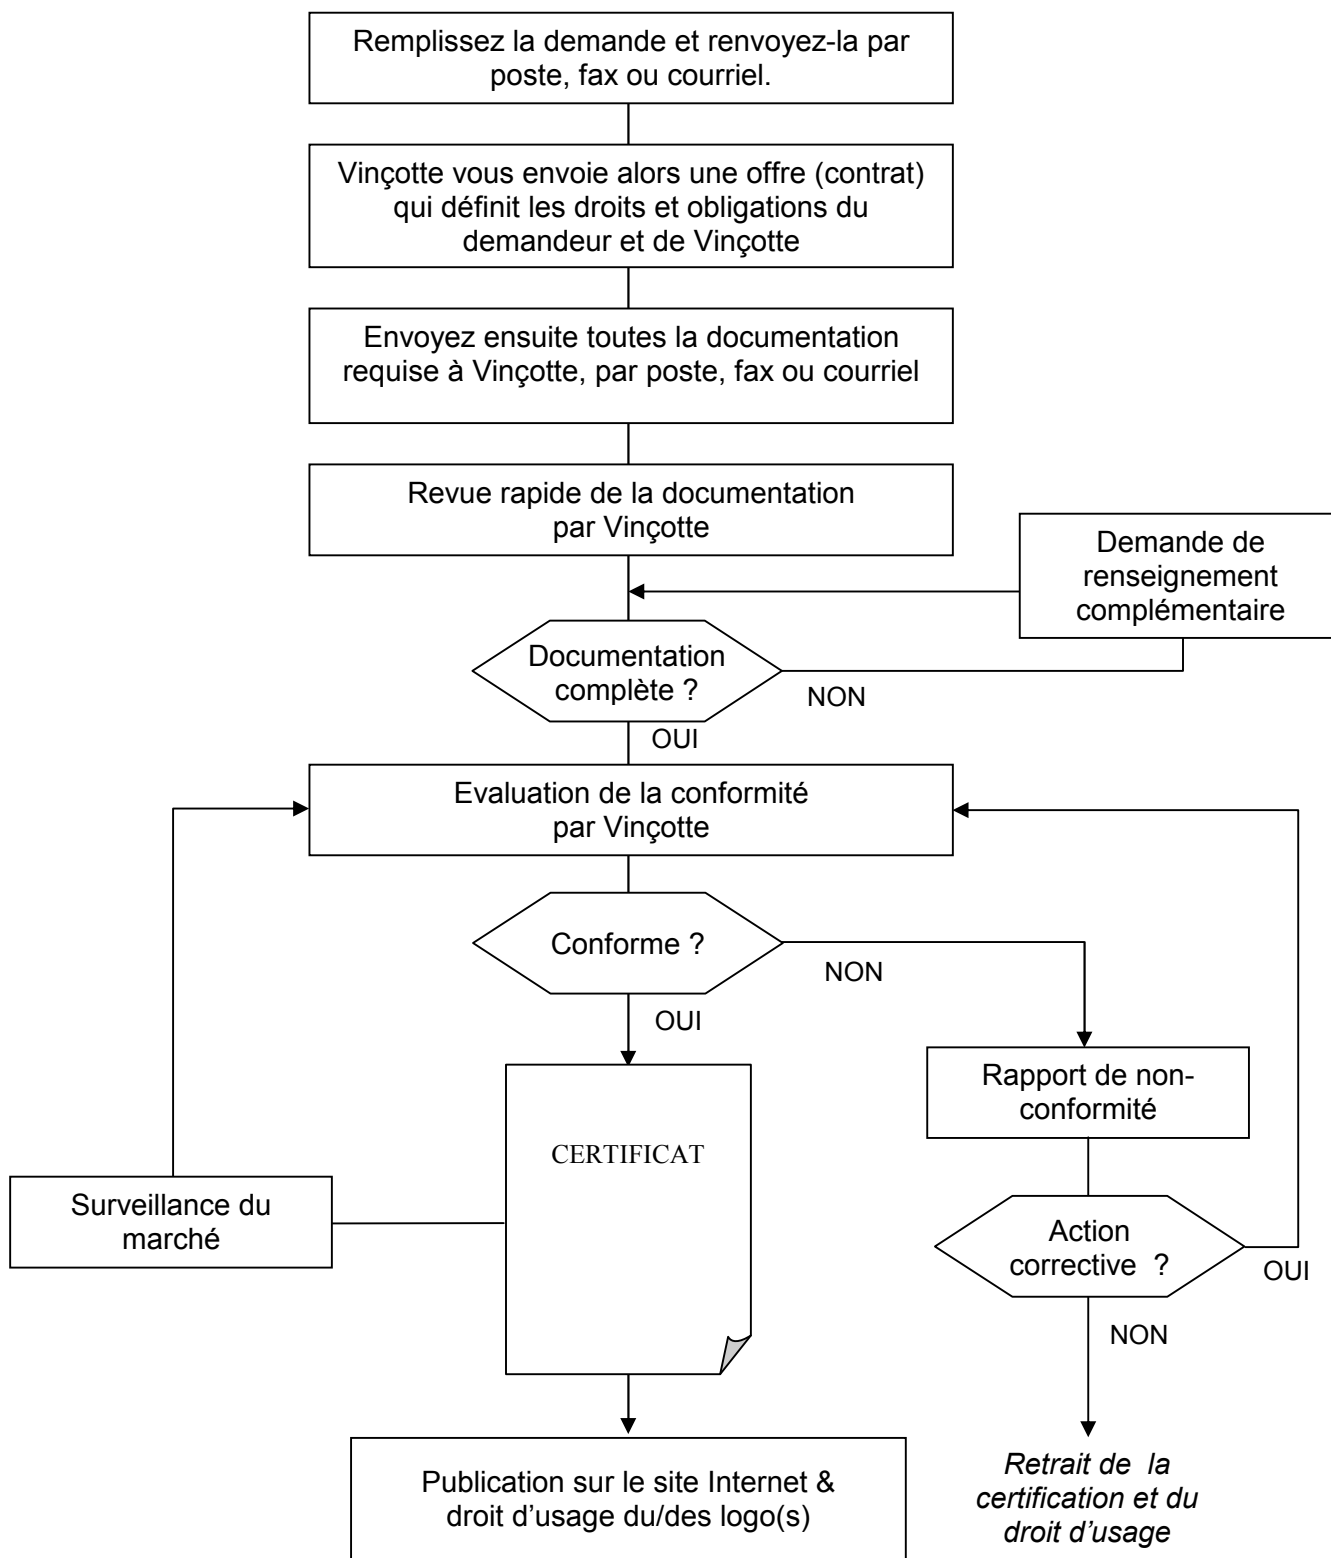 Remplissez la demande et renvoyez-la par
poste, fax ou courriel.
Vinçotte vous envoie alors une offre (contrat)
qui définit les droits et obligations du
demandeur et de Vinçotte
Envoyez ensuite toutes la documentation
requise à Vinçotte, par poste, fax ou courriel
Revue rapide de la documentation
par Vinçotte
Demande de
renseignement
complémentaire
Documentation
complète ?
NON
OUI
Evaluation de la conformité
par Vinçotte
Conforme ?
NON
OUI
Rapport de non-
conformité
CERTIFICAT
Surveillance du
marché
Action
corrective ?
OUI
NON
Publication sur le site Internet &
droit d'usage du/des logo(s)
Retrait de la
certification et du
droit d'usage